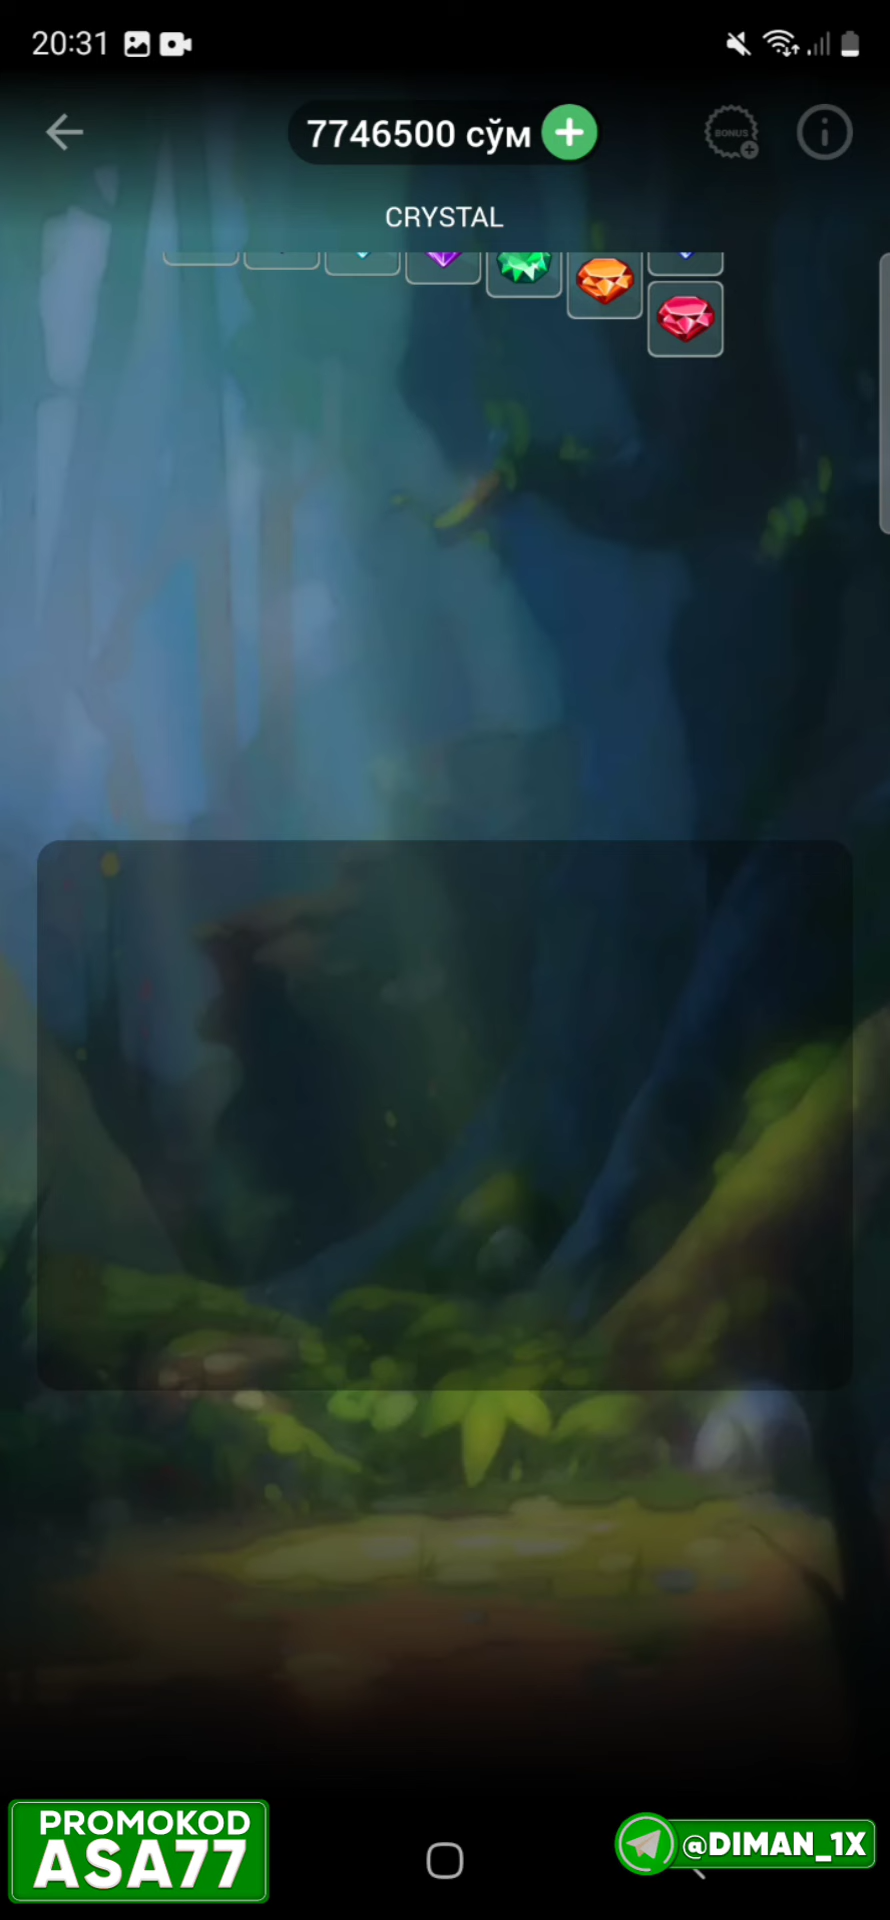 20:31
7746500 сўм
BONUS
CRYSTAL
PROMOKOD
ASA77
@DIMAN_1X